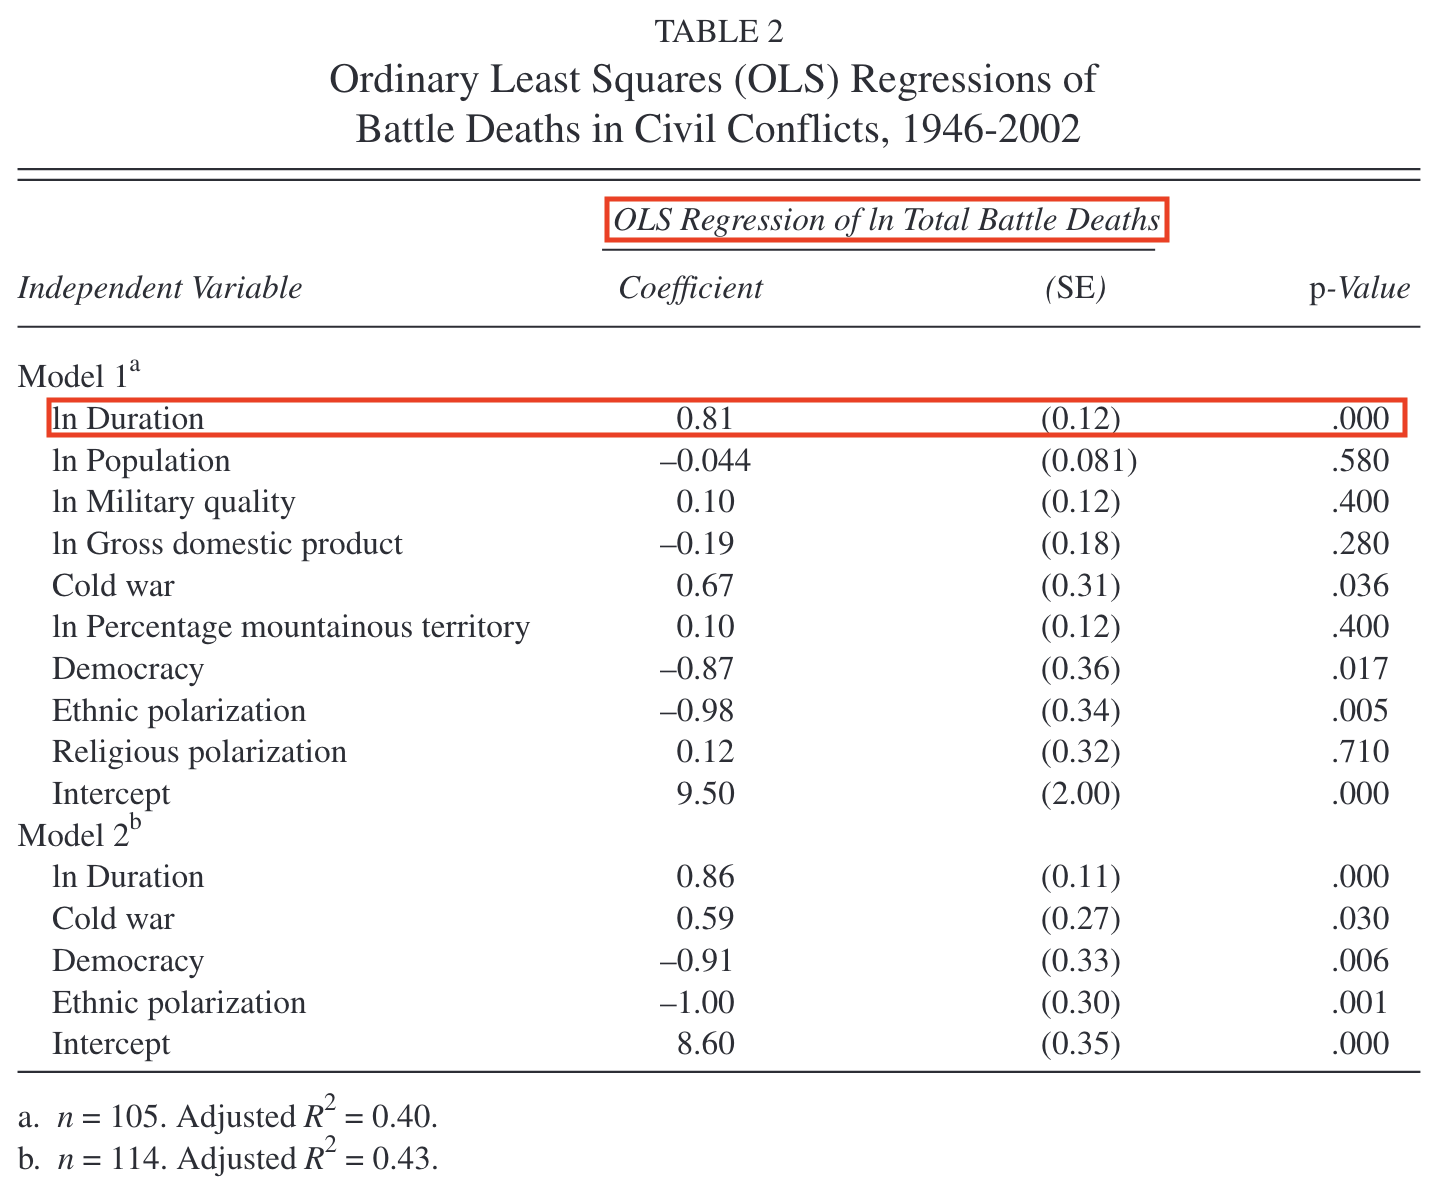 TABLE 2
Ordinary Least Squares (OLS) Regressions of
Battle Deaths in Civil Conflicts, 1946-2002
OLS Regression of ln Total Battle Deaths
Independent Variable Coefficient (SE) p-Value
Model 1a
ln Duration 0.81 (0.12) .000
ln Population –0.044 (0.081) .580
ln Military quality 0.10 (0.12) .400
ln Gross domestic product –0.19 (0.18) .280
Cold war 0.67 (0.31) .036
ln Percentage mountainous territory 0.10 (0.12) .400
Democracy –0.87 (0.36) .017
Ethnic polarization –0.98 (0.34) .005
Religious polarization 0.12 (0.32) .710
Intercept 9.50 (2.00) .000
Model 2b
ln Duration 0.86 (0.11) .000
Cold war 0.59 (0.27) .030
Democracy –0.91 (0.33) .006
Ethnic polarization –1.00 (0.30) .001
Intercept 8.60 (0.35) .000
a. n = 105. Adjusted R2 = 0.40.
b. n = 114. Adjusted R2 = 0.43.